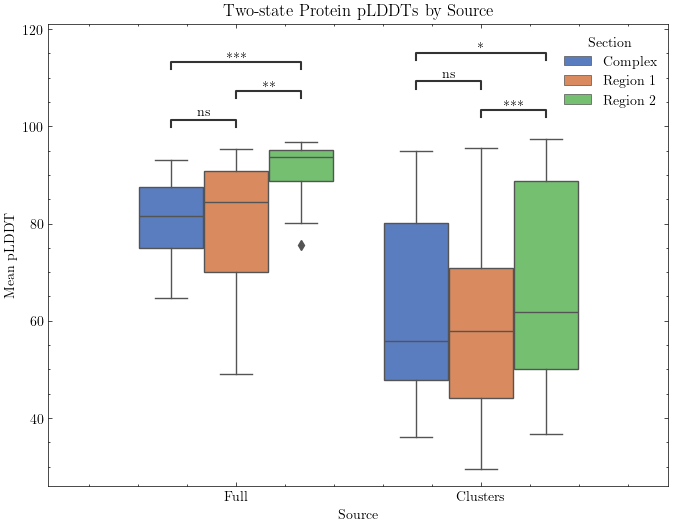 Two-state Protein pLDDTs by Source
120
100
80
60
40
Mean pLDDT
***
**
ns
*
ns
***
Section
Complex
Region 1
Region 2
Full
Clusters
Source